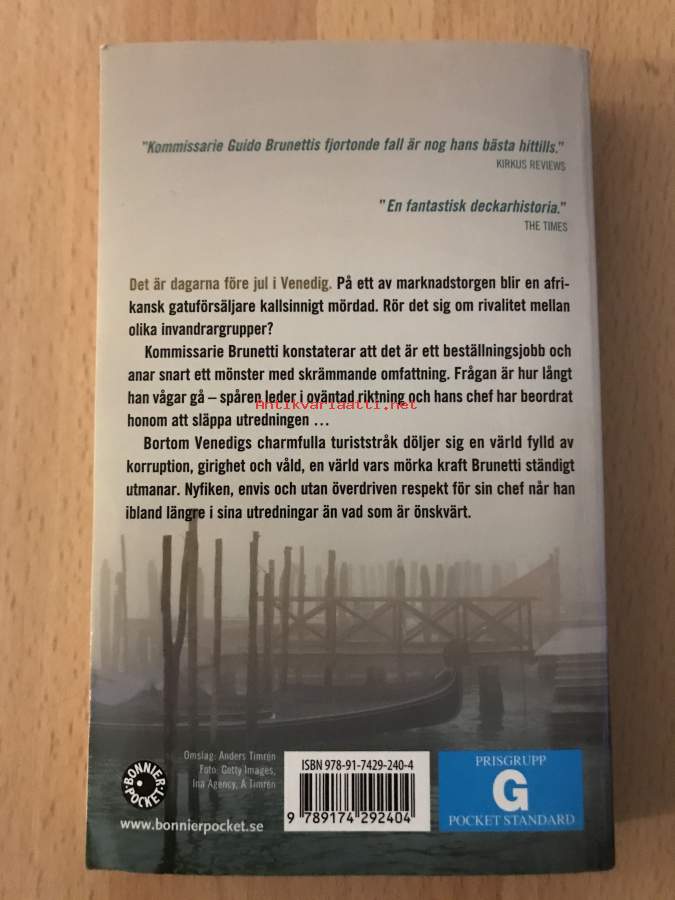 "Kommissarie Guido Brunettis fjortonde fall är nog hans bästa hittills."
KIRKUS REVIEWS
"En fantastisk deckarhistoria."
THE TIMES
Det är dagarna före jul i Venedig. På ett av marknadstorgen blir en afri-
kansk gatuförsäljare kallsinnigt mördad. Rör det sig om rivalitet mellan
olika invandrargrupper?
Kommissarie Brunetti konstaterar att det är ett beställningsjobb och
anar snart ett mönster med skrämmande omfattning. Frågan är hur långt
han vågar gå – spåren leder i oväntad riktning och hans chef har beordrat
Antikvariaatti.net
honom att släppa utredningen ...
Bortom Venedigs charmfulla turiststråk döljer sig en värld fylld av
korruption, girighet och våld, en värld vars mörka kraft Brunetti ständigt
utmanar. Nyfiken, envis och utan överdriven respekt för sin chef når han
ibland längre i sina utredningar än vad som är önskvärt.
Omslag: Anders Timrén
Foto: Getty Images,
Ina Agency, A Timrén
BONNIER POCKET
www.bonnierpocket.se
ISBN 978-91-7429-240-4
9 789174 292404
PRISGRUPP
G
POCKET STANDARD